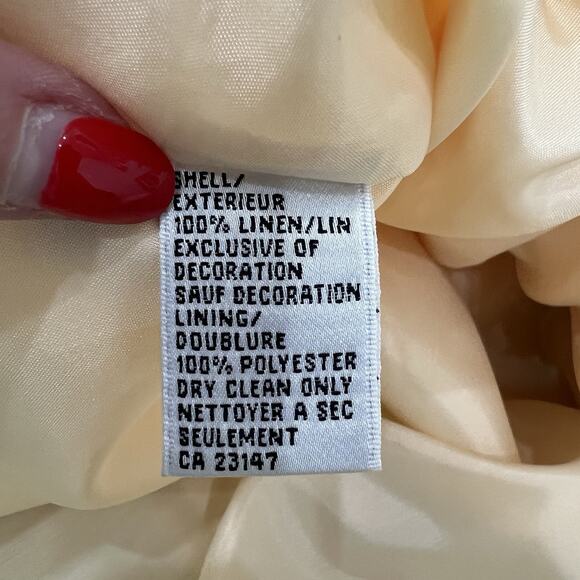 SHELL/
EXTERIEUR
100% LINEN/LIN
EXCLUSIVE OF
DECORATION
SAUF DECORATION
LINING/
DOUBLURE
100% POLYESTER
DRY CLEAN ONLY
NETTOYER A SEC
SEULEMENT
CA 23147